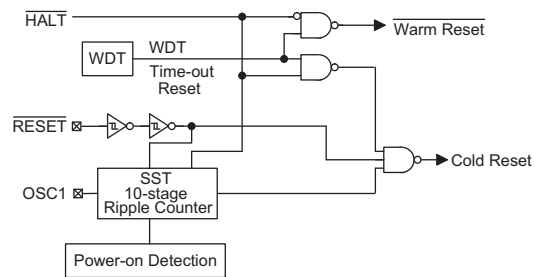 HALT
WDT
WDT
Time-out
Reset
Warm Reset
RESET
OSC1
SST
10-stage
Ripple Counter
Cold Reset
Power-on Detection